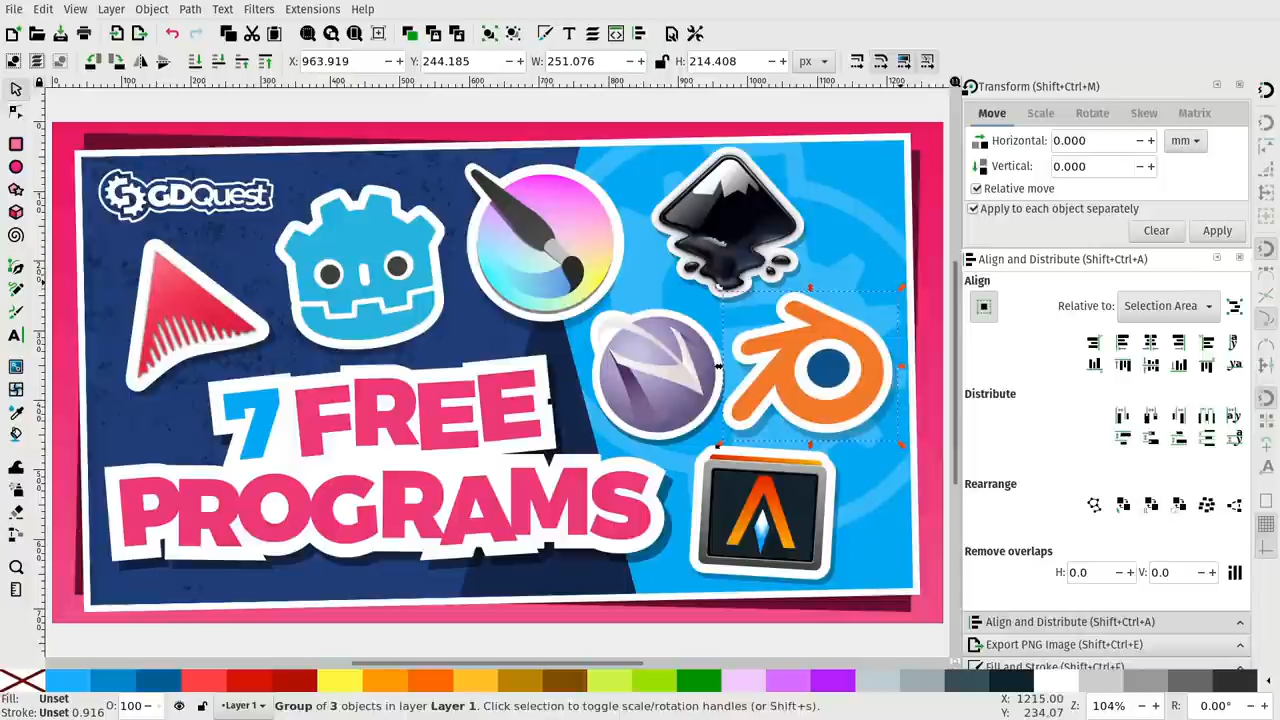 File Edit View Layer Object Path Text Filters Extensions Help
X: 963.919 Y: 244.185 W: 251.076 H: 214.408 px
Transform (Shift+Ctrl+M)
Move Scale Rotate Skew Matrix
Horizontal: 0.000 mm
Vertical: 0.000
Relative move
Apply to each object separately
Clear Apply
Align and Distribute (Shift+Ctrl+A)
Align
Relative to: Selection Area
Distribute
Rearrange
Remove overlaps
H: 0.0 V: 0.0
Align and Distribute (Shift+Ctrl+A)
Export PNG Image (Shift+Ctrl+E)
Fill and Stroke (Shift+Ctrl+F)
GDQuest
7 FREE
PROGRAMS
Fill: Unset
Stroke: Unset 0.916
O: 100
Layer 1
Group of 3 objects in layer Layer 1. Click selection to toggle scale/rotation handles (or Shift+s).
X: 1215.00
Y: 234.07
Z: 104%
R: 0.00°